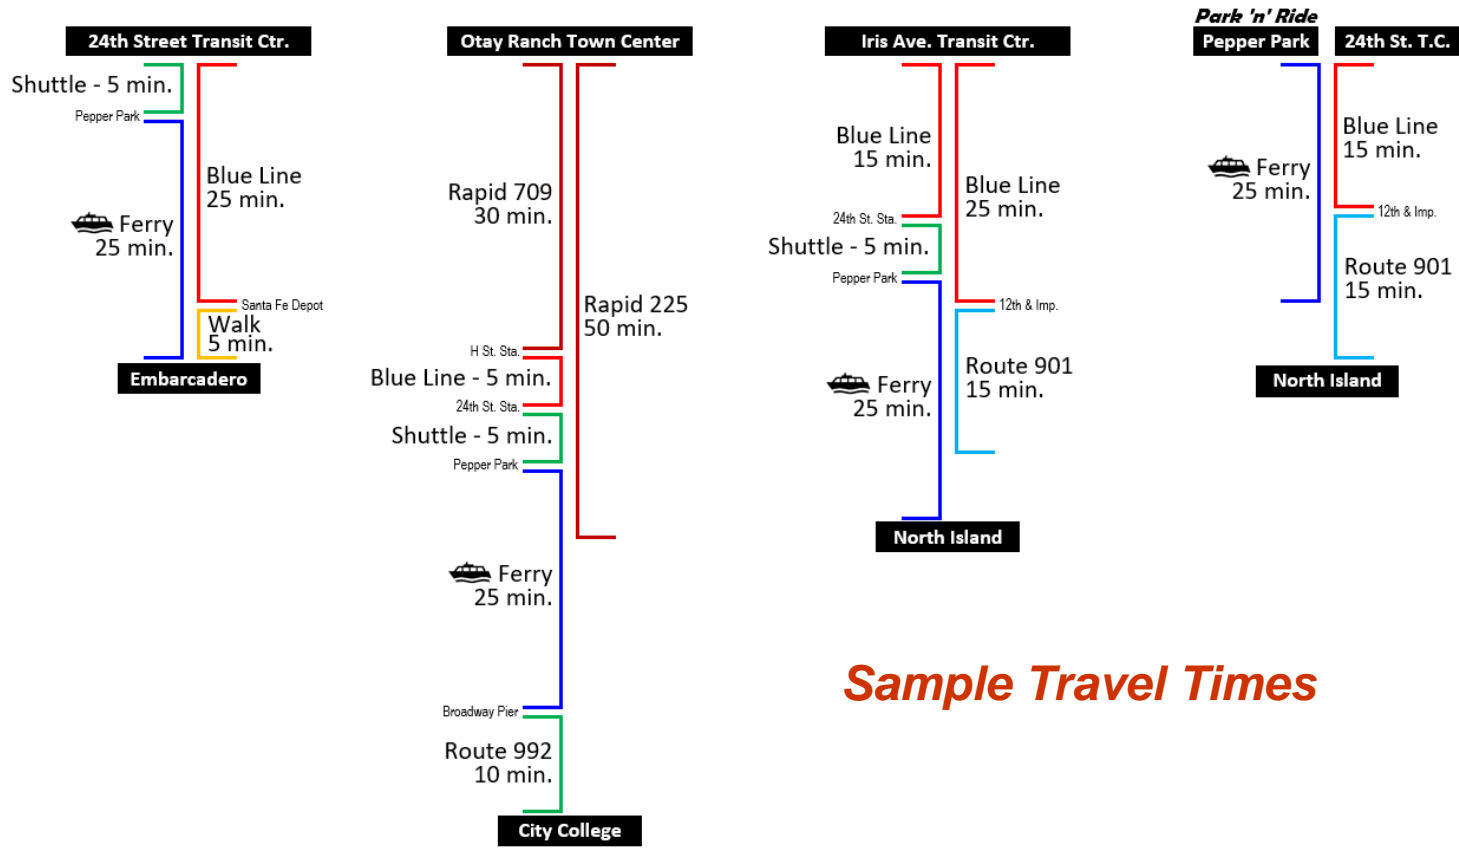 24th Street Transit Ctr.
Shuttle - 5 min.
Pepper Park
Blue Line
25 min.
Ferry
25 min.
Santa Fe Depot
Walk
5 min.
Embarcadero
Otay Ranch Town Center
Rapid 709
30 min.
Rapid 225
50 min.
H St. Sta.
Blue Line - 5 min.
24th St. Sta.
Shuttle - 5 min.
Pepper Park
Ferry
25 min.
Broadway Pier
Route 992
10 min.
City College
Iris Ave. Transit Ctr.
Blue Line
15 min.
Blue Line
25 min.
24th St. Sta.
Shuttle - 5 min.
Pepper Park
12th & Imp.
Ferry
25 min.
Route 901
15 min.
North Island
Park 'n' Ride
Pepper Park
24th St. T.C.
Blue Line
15 min.
Ferry
25 min.
12th & Imp.
Route 901
15 min.
North Island
Sample Travel Times